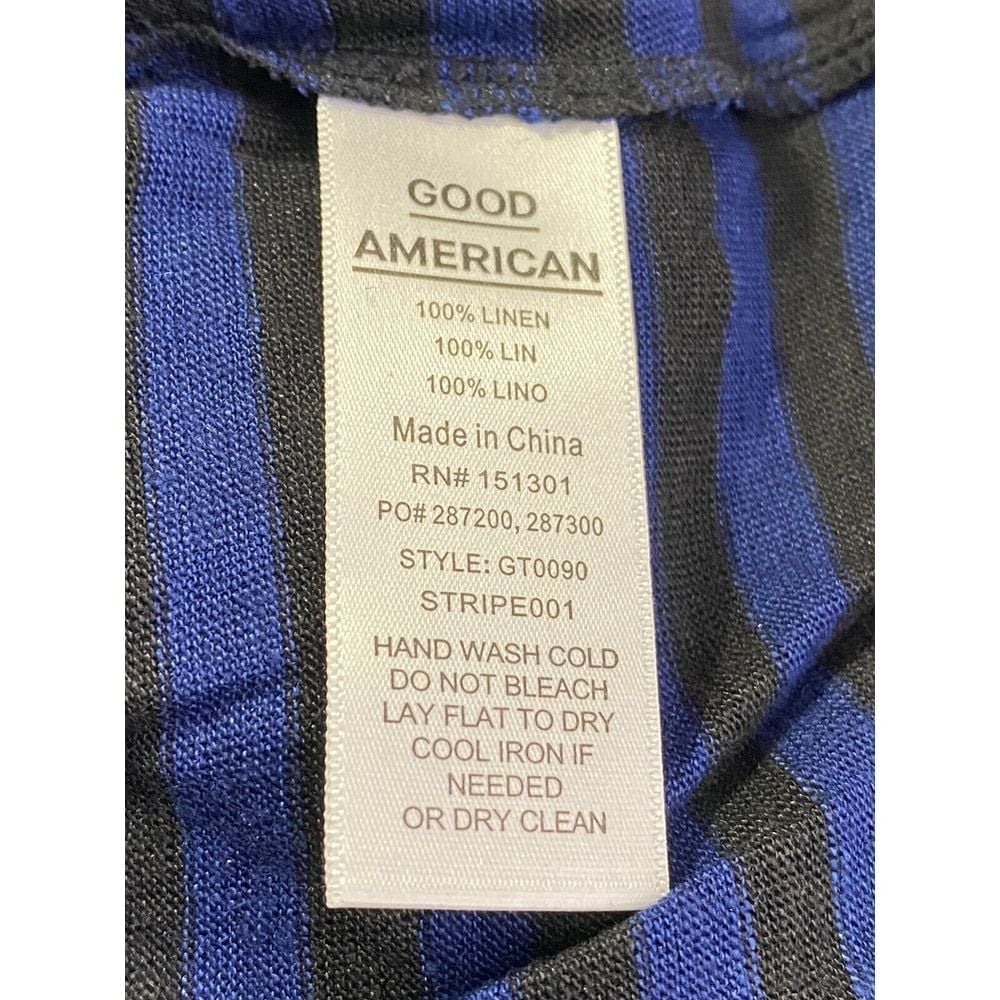 GOOD
AMERICAN
100% LINEN
100% LIN
100% LINO
Made in China
RN# 151301
PO# 287200, 287300
STYLE: GT0090
STRIPE001
HAND WASH COLD
DO NOT BLEACH
LAY FLAT TO DRY
COOL IRON IF
NEEDED
OR DRY CLEAN